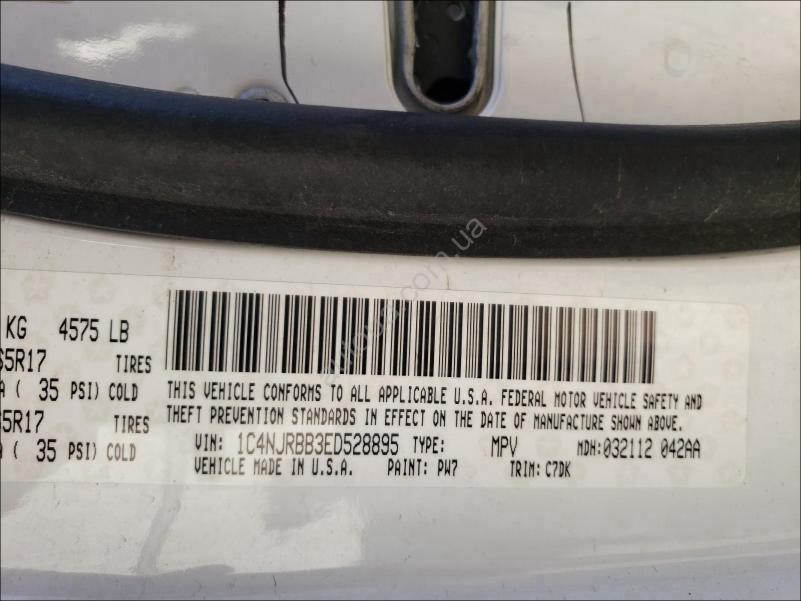 KG 4575 LB
5R17 TIRES
( 35 PSI) COLD
5R17 TIRES
( 35 PSI) COLD
THIS VEHICLE CONFORMS TO ALL APPLICABLE U.S.A. FEDERAL MOTOR VEHICLE SAFETY AND
THEFT PREVENTION STANDARDS IN EFFECT ON THE DATE OF MANUFACTURE SHOWN ABOVE.
VIN: 1C4NJRBB3ED528895 TYPE: MPV MDH: 032112 042AA
VEHICLE MADE IN U.S.A. PAINT: PW7 TRIM: C7DK